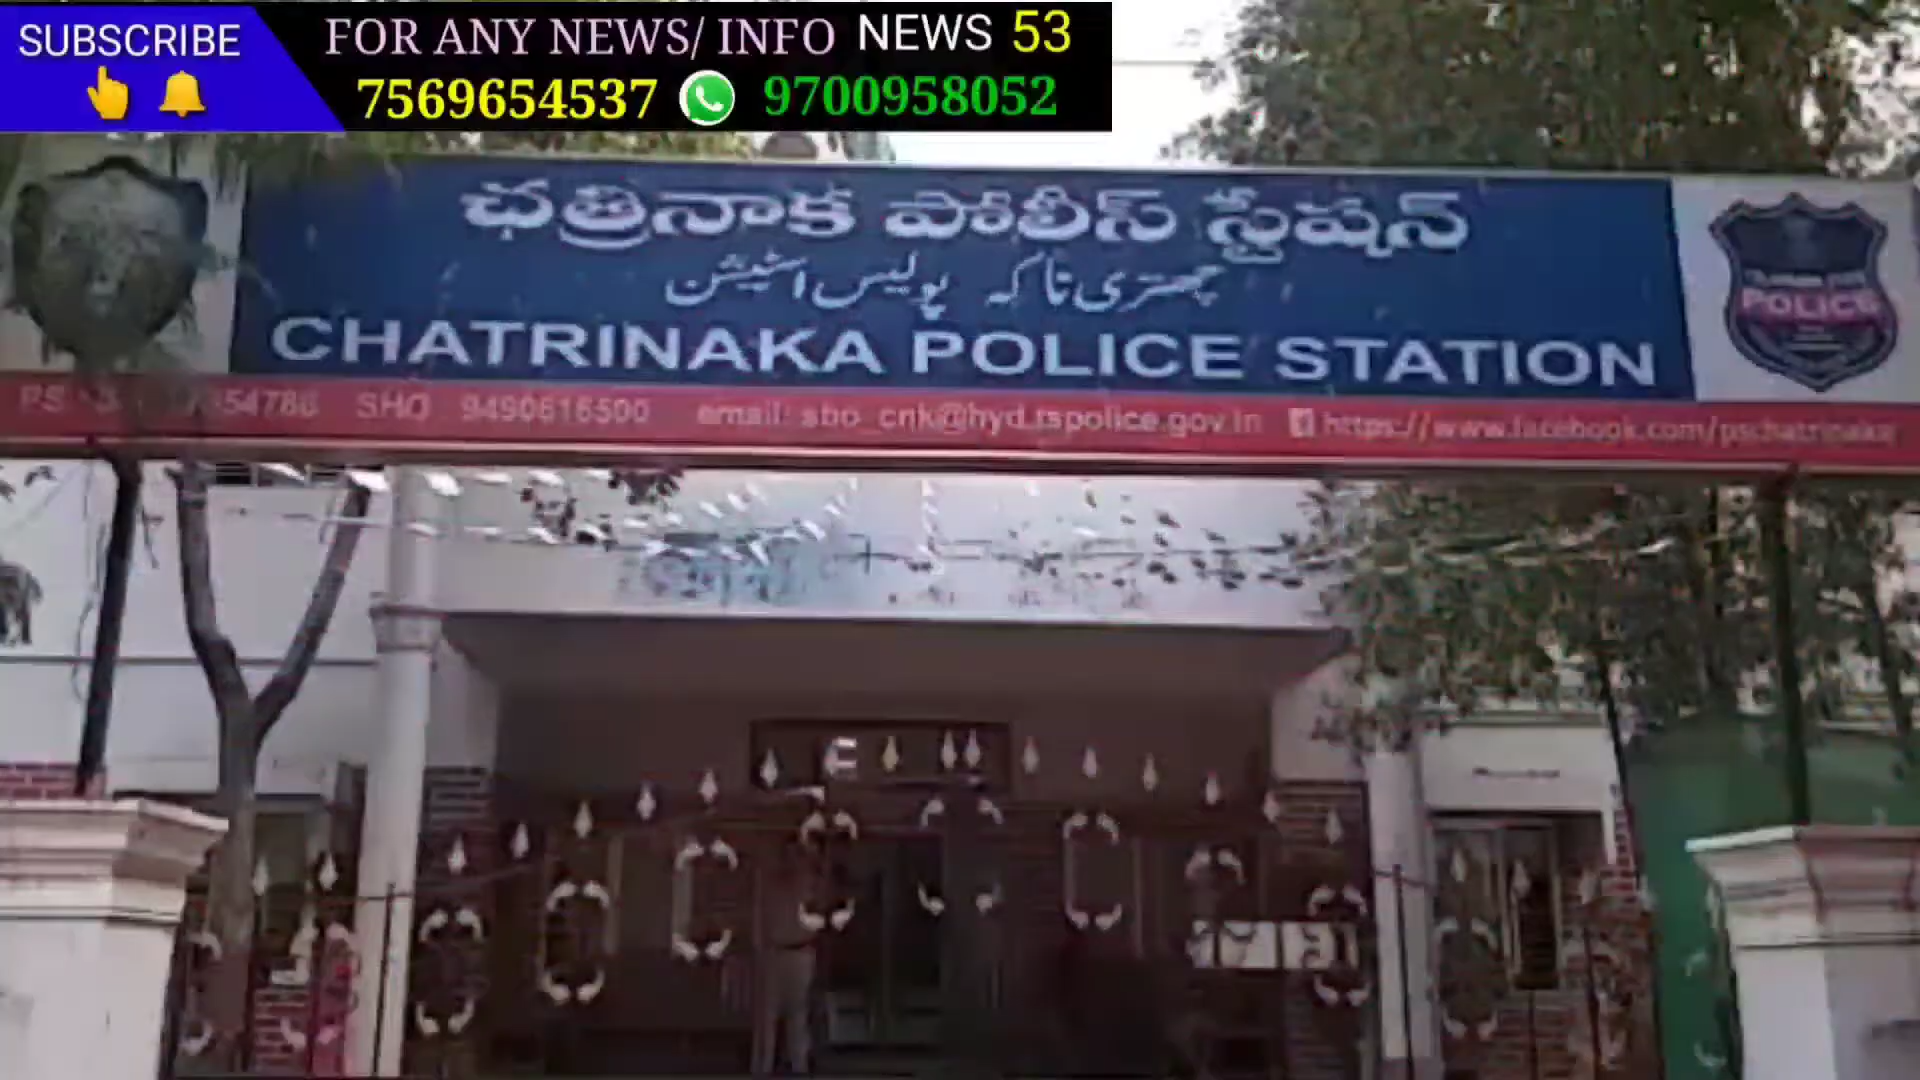 SUBSCRIBE
FOR ANY NEWS/ INFO NEWS 53
7569654537 9700958052
ఛత్రినాక పోలీస్ స్టేషన్
چھتری ناکہ پولیس اسٹیشن
CHATRINAKA POLICE STATION
POLICE
PS SHO 9490616500 email: sho_cnk@hyd.tspolice.gov.in https://www.facebook.com/pschatrinaka